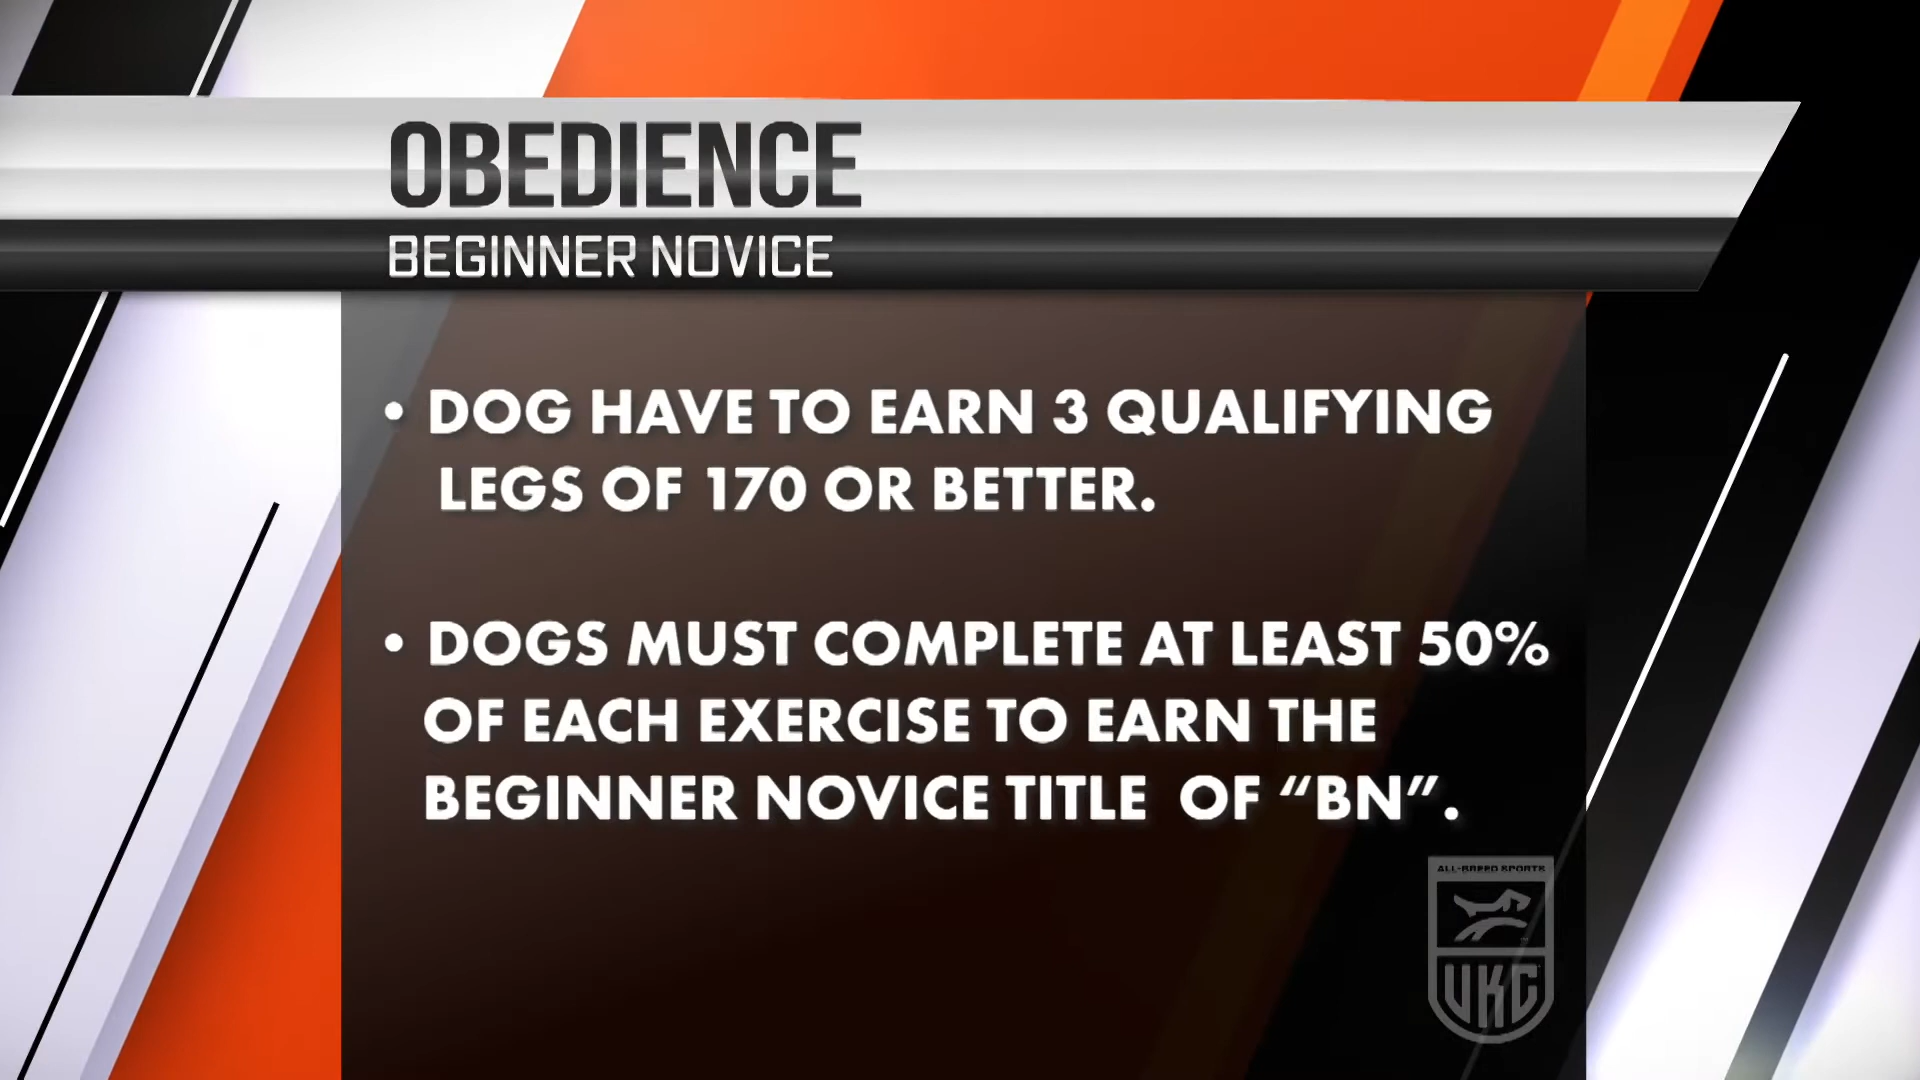 OBEDIENCE
BEGINNER NOVICE
• DOG HAVE TO EARN 3 QUALIFYING
LEGS OF 170 OR BETTER.
• DOGS MUST COMPLETE AT LEAST 50%
OF EACH EXERCISE TO EARN THE
BEGINNER NOVICE TITLE OF “BN”.
ALL-BREED SPORTS
UKC